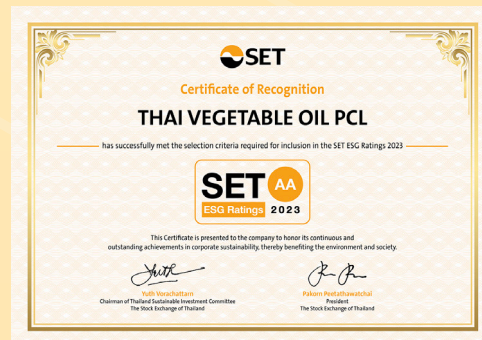 SET
Certificate of Recognition
THAI VEGETABLE OIL PCL
has successfully met the selection criteria required for inclusion in the SET ESG Ratings 2023
SET AA
ESG Ratings 2023
This Certificate is presented to the company to honor its continuous and
outstanding achievements in corporate sustainability, thereby benefiting the environment and society.
Yuth Vorachattarn Pakorn Peetathawatchai
Chairman of Thailand Sustainable Investment Committee President
The Stock Exchange of Thailand The Stock Exchange of Thailand